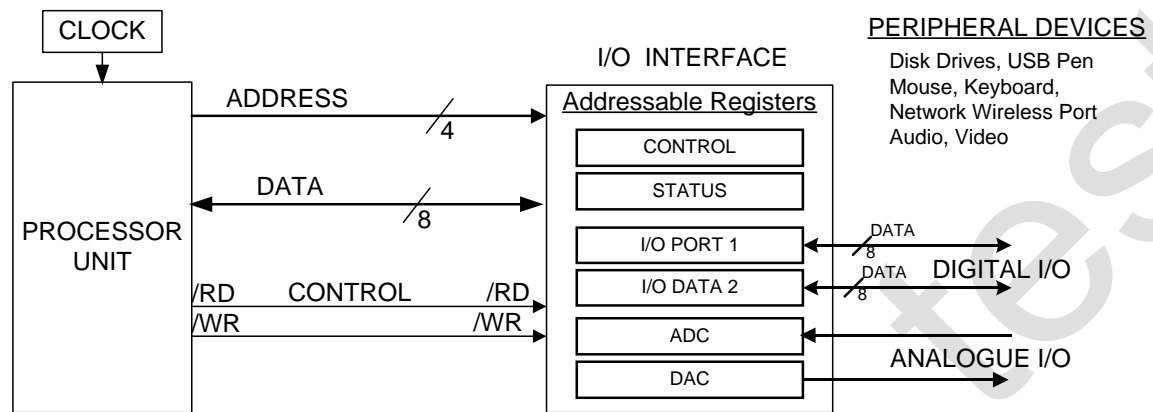 CLOCK
PERIPHERAL DEVICES
Disk Drives, USB Pen
Mouse, Keyboard,
Network Wireless Port
Audio, Video
I/O INTERFACE
Addressable Registers
ADDRESS
4
CONTROL
STATUS
DATA
8
PROCESSOR
UNIT
I/O PORT 1
DATA
8
DIGITAL I/O
I/O DATA 2
DATA
8
/RD CONTROL /RD
/WR /WR
ADC
ANALOGUE I/O
DAC
test